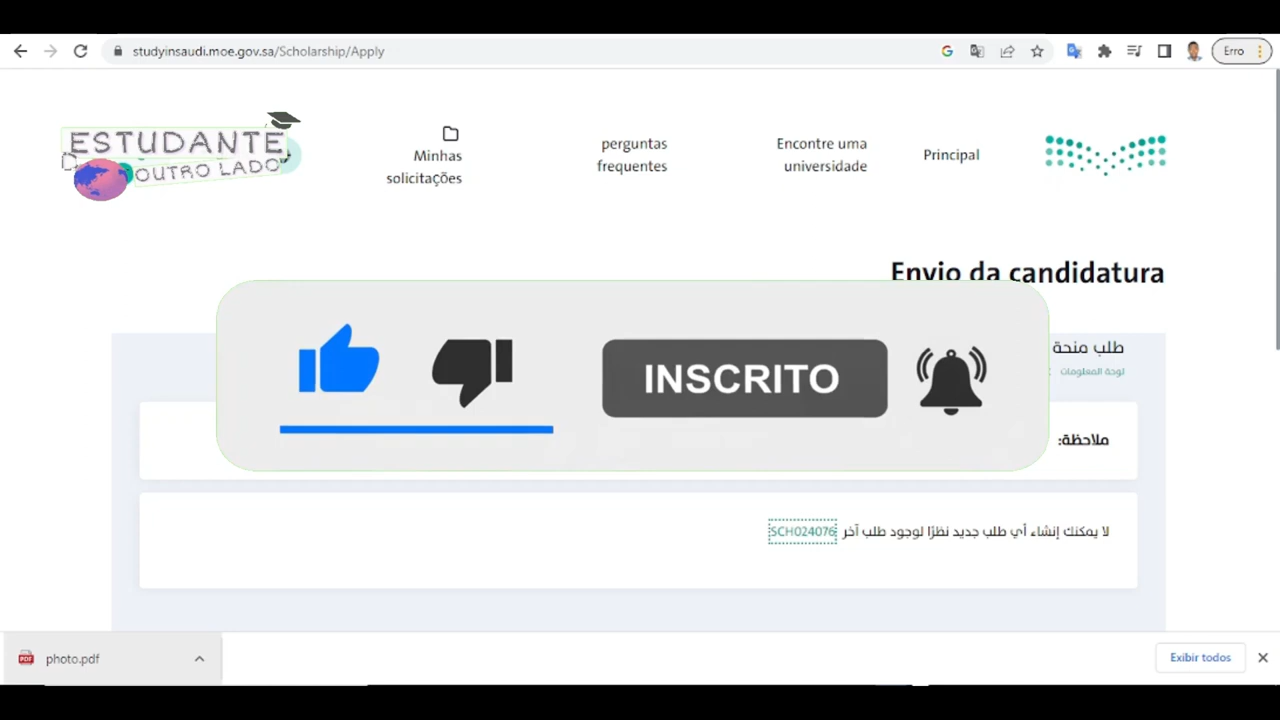 studyinsaudi.moe.gov.sa/Scholarship/Apply
Erro
ESTUDANTE
OUTRO LADO
Minhas
solicitações
perguntas
frequentes
Encontre uma
universidade
Principal
Envio da candidatura
طلب منحة
لوحة المعلومات
INSCRITO
ملاحظة:
لا يمكنك إنشاء أي طلب جديد نظرًا لوجود طلب آخر SCH024076
photo.pdf
Exibir todos